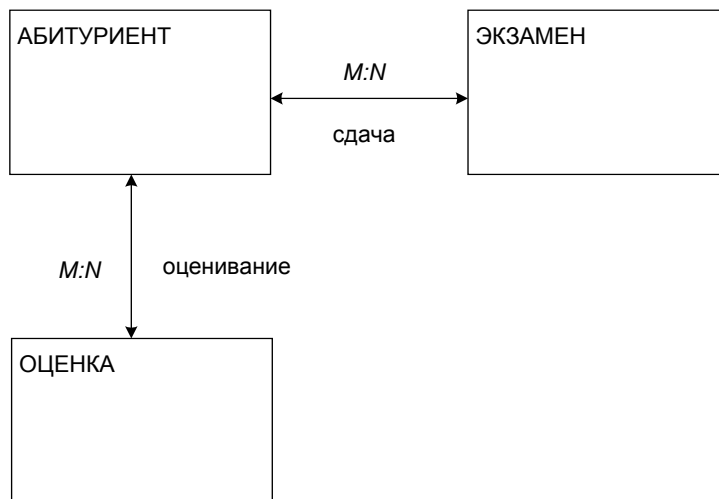 АБИТУРИЕНТ
ЭКЗАМЕН
M:N
сдача
M:N
оценивание
ОЦЕНКА